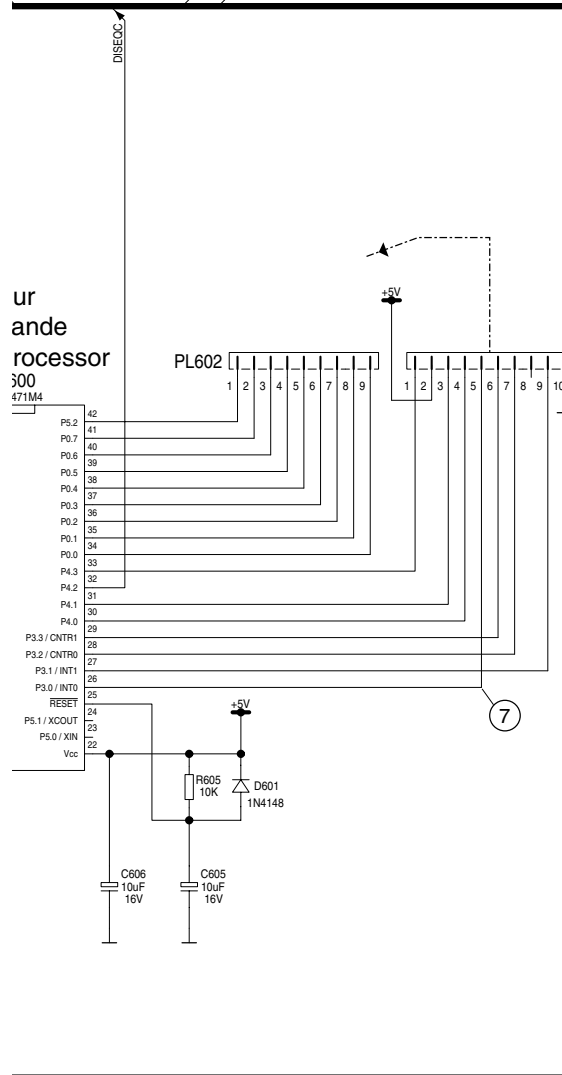 DISEQC
ur
ande
rocessor
600
471M4
+5V
PL602
1 2 3 4 5 6 7 8 9
1 2 3 4 5 6 7 8 9 10
P5.2 42
P0.7 41
P0.6 40
P0.5 39
P0.4 38
P0.3 37
P0.2 36
P0.1 35
P0.0 34
P4.3 33
P4.2 32
P4.1 31
P4.0 30
P3.3 / CNTR1 29
P3.2 / CNTR0 28
P3.1 / INT1 27
P3.0 / INT0 26
RESET 25
P5.1 / XCOUT 24
P5.0 / XIN 23
Vcc 22
7
+5V
R605
10K
D601
1N4148
C606
10uF
16V
C605
10uF
16V